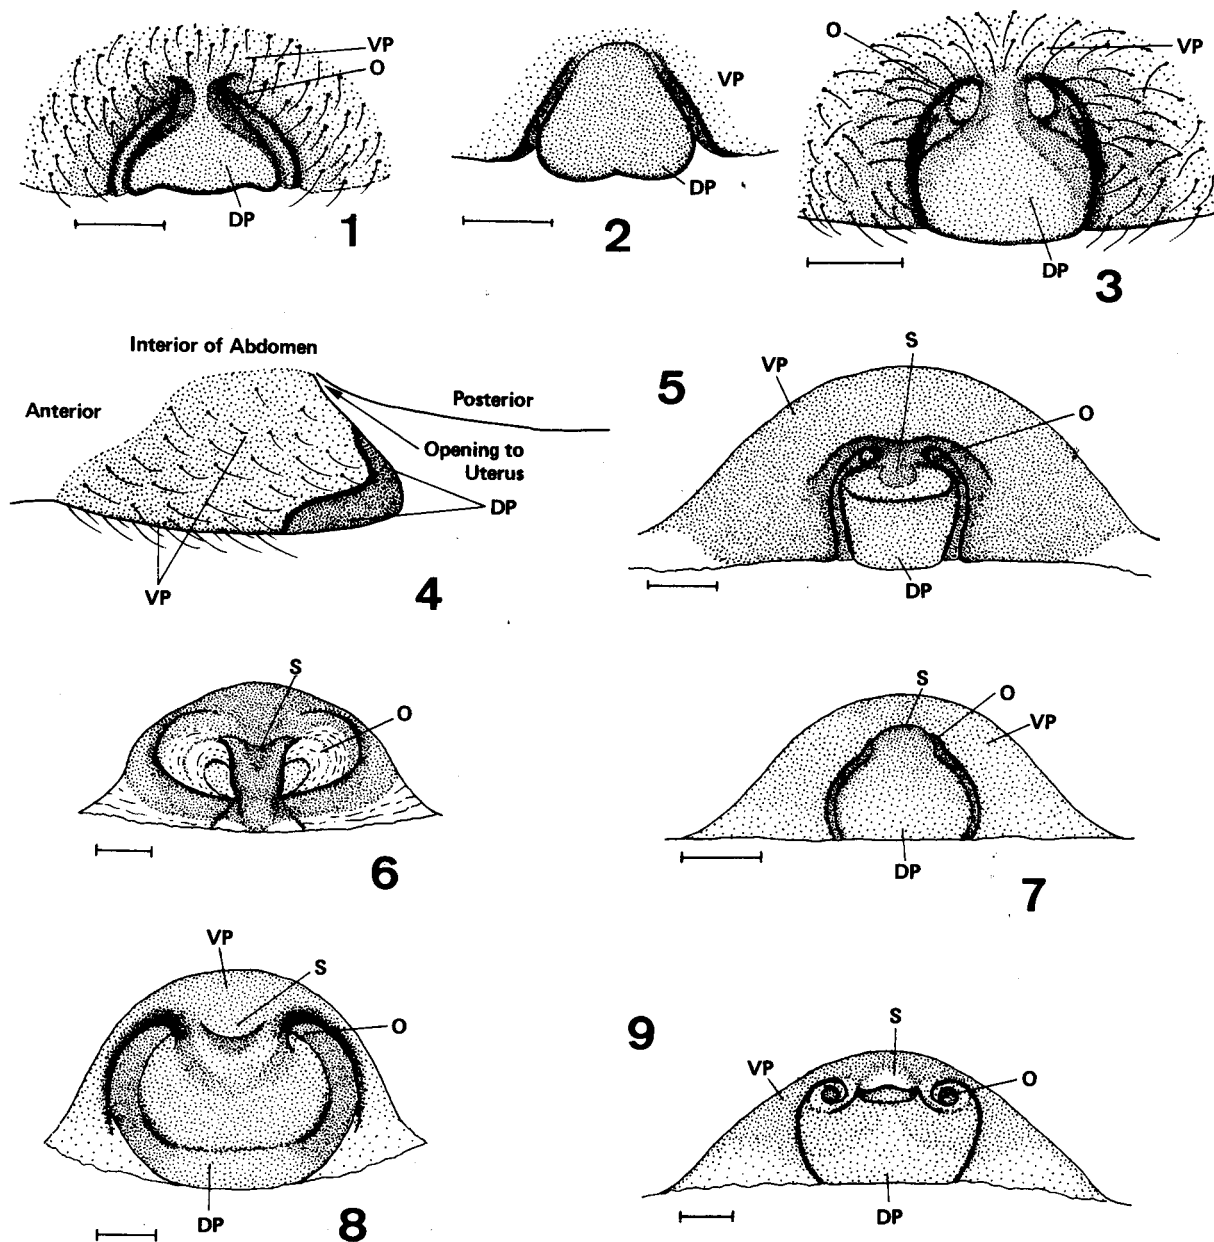 VP
O
DP
1
VP
DP
2
O
VP
DP
3
Interior of Abdomen
Anterior
Posterior
Opening to
Uterus
DP
VP
4
5
S
VP
O
DP
S
O
6
S
O
VP
DP
7
VP
S
O
DP
8
9
S
VP
O
DP